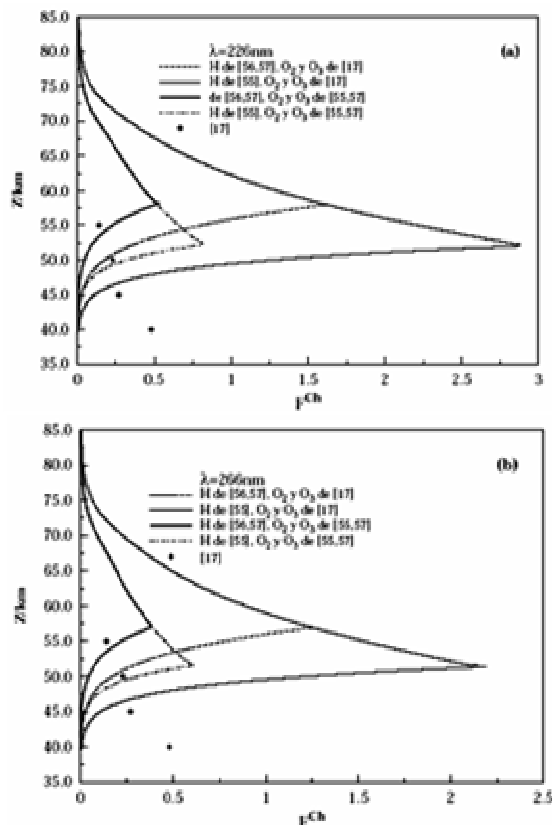 (a)
λ=226nm
H de [56,57], O₂ y O₃ de [17]
H de [55], O₂ y O₃ de [17]
de [56,57], O₂ y O₃ de [55,57]
H de [55], O₂ y O₃ de [55,57]
[17]
Z/km
85.0
80.0
75.0
70.0
65.0
60.0
55.0
50.0
45.0
40.0
35.0
0 0.5 1 1.5 2 2.5 3
F^Ch
(b)
λ=266nm
H de [56,57], O₂ y O₃ de [17]
H de [55], O₂ y O₃ de [17]
H de [56,57], O₂ y O₃ de [55,57]
H de [55], O₂ y O₃ de [55,57]
[17]
Z/km
85.0
80.0
75.0
70.0
65.0
60.0
55.0
50.0
45.0
40.0
35.0
0 0.5 1 1.5 2 2.5
F^Ch